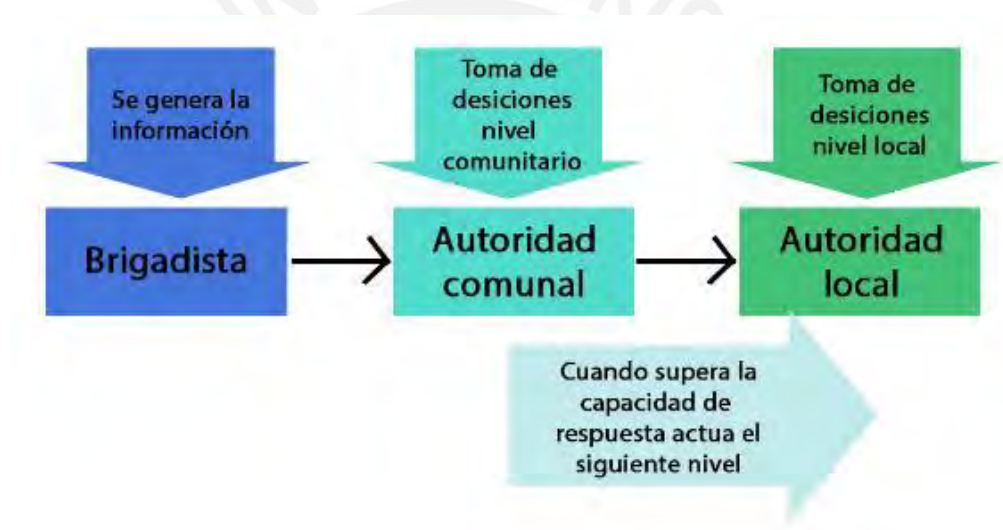 Se genera la
información
Toma de
desiciones
nivel
comunitario
Toma de
desiciones
nivel local
Brigadista
Autoridad
comunal
Autoridad
local
Cuando supera la
capacidad de
respuesta actua el
siguiente nivel